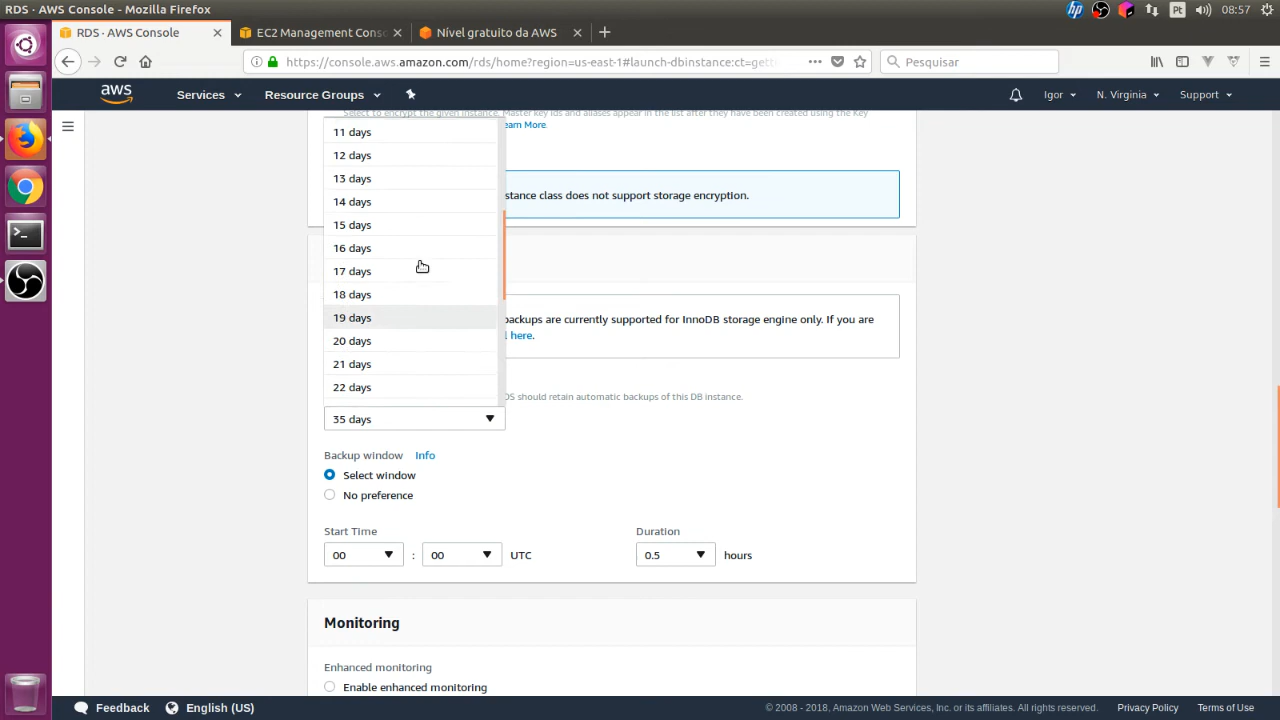 RDS · AWS Console - Mozilla Firefox
Pt
08:57
RDS · AWS Console
EC2 Management Conso
Nível gratuito da AWS
https://console.aws.amazon.com/rds/home?region=us-east-1#launch-dbinstance:ct=gett
Pesquisar
aws
Services
Resource Groups
Igor
N. Virginia
Support
Select to encrypt the given instance. Master key ids and aliases appear in the list after they have been created using the Key
earn More
11 days
12 days
13 days
14 days
15 days
16 days
17 days
18 days
19 days
20 days
21 days
22 days
35 days
stance class does not support storage encryption.
backups are currently supported for InnoDB storage engine only. If you are
l here.
DS should retain automatic backups of this DB instance.
Backup window Info
Select window
No preference
Start Time
Duration
00 : 00 UTC
0.5 hours
Monitoring
Enhanced monitoring
Enable enhanced monitoring
Feedback
English (US)
© 2008 - 2018, Amazon Web Services, Inc. or its affiliates. All rights reserved.
Privacy Policy
Terms of Use